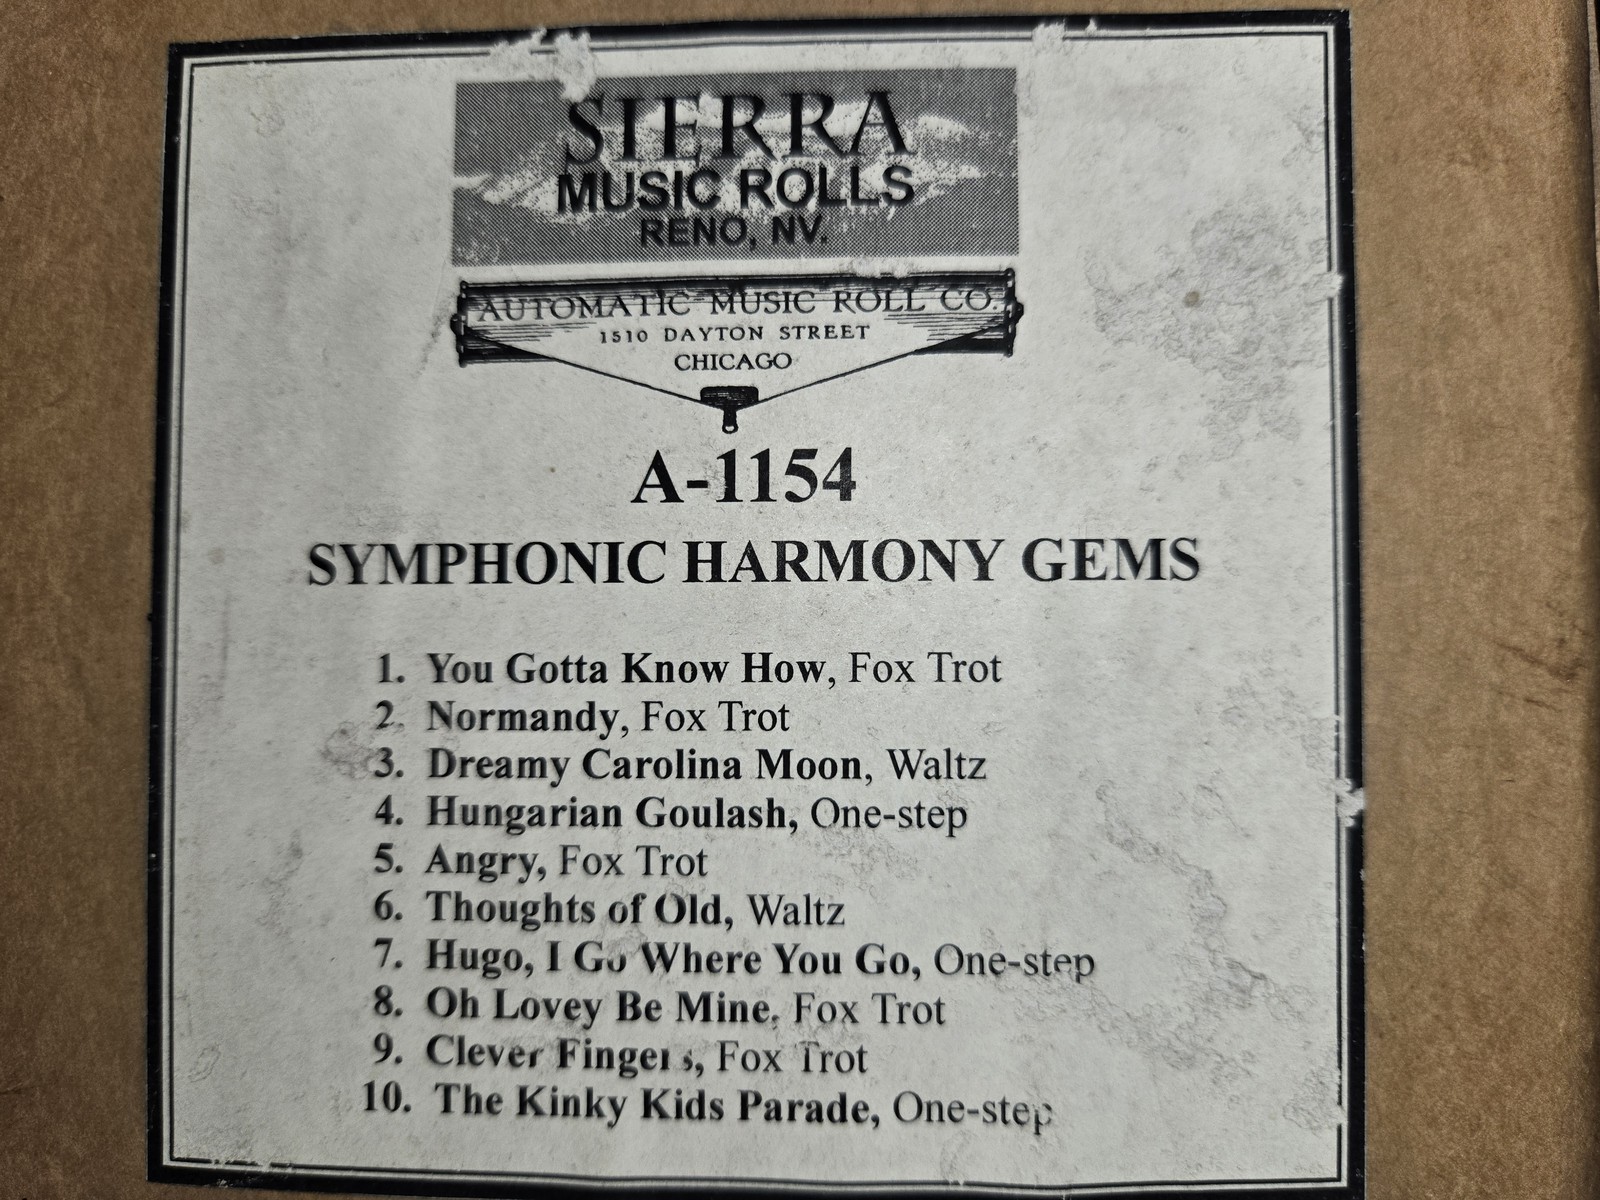 SIERRA
MUSIC ROLLS
RENO, NV.
AUTOMATIC MUSIC ROLL CO.
1510 DAYTON STREET
CHICAGO
A-1154
SYMPHONIC HARMONY GEMS
1. You Gotta Know How, Fox Trot
2. Normandy, Fox Trot
3. Dreamy Carolina Moon, Waltz
4. Hungarian Goulash, One-step
5. Angry, Fox Trot
6. Thoughts of Old, Waltz
7. Hugo, I Go Where You Go, One-step
8. Oh Lovey Be Mine, Fox Trot
9. Clever Fingers, Fox Trot
10. The Kinky Kids Parade, One-step